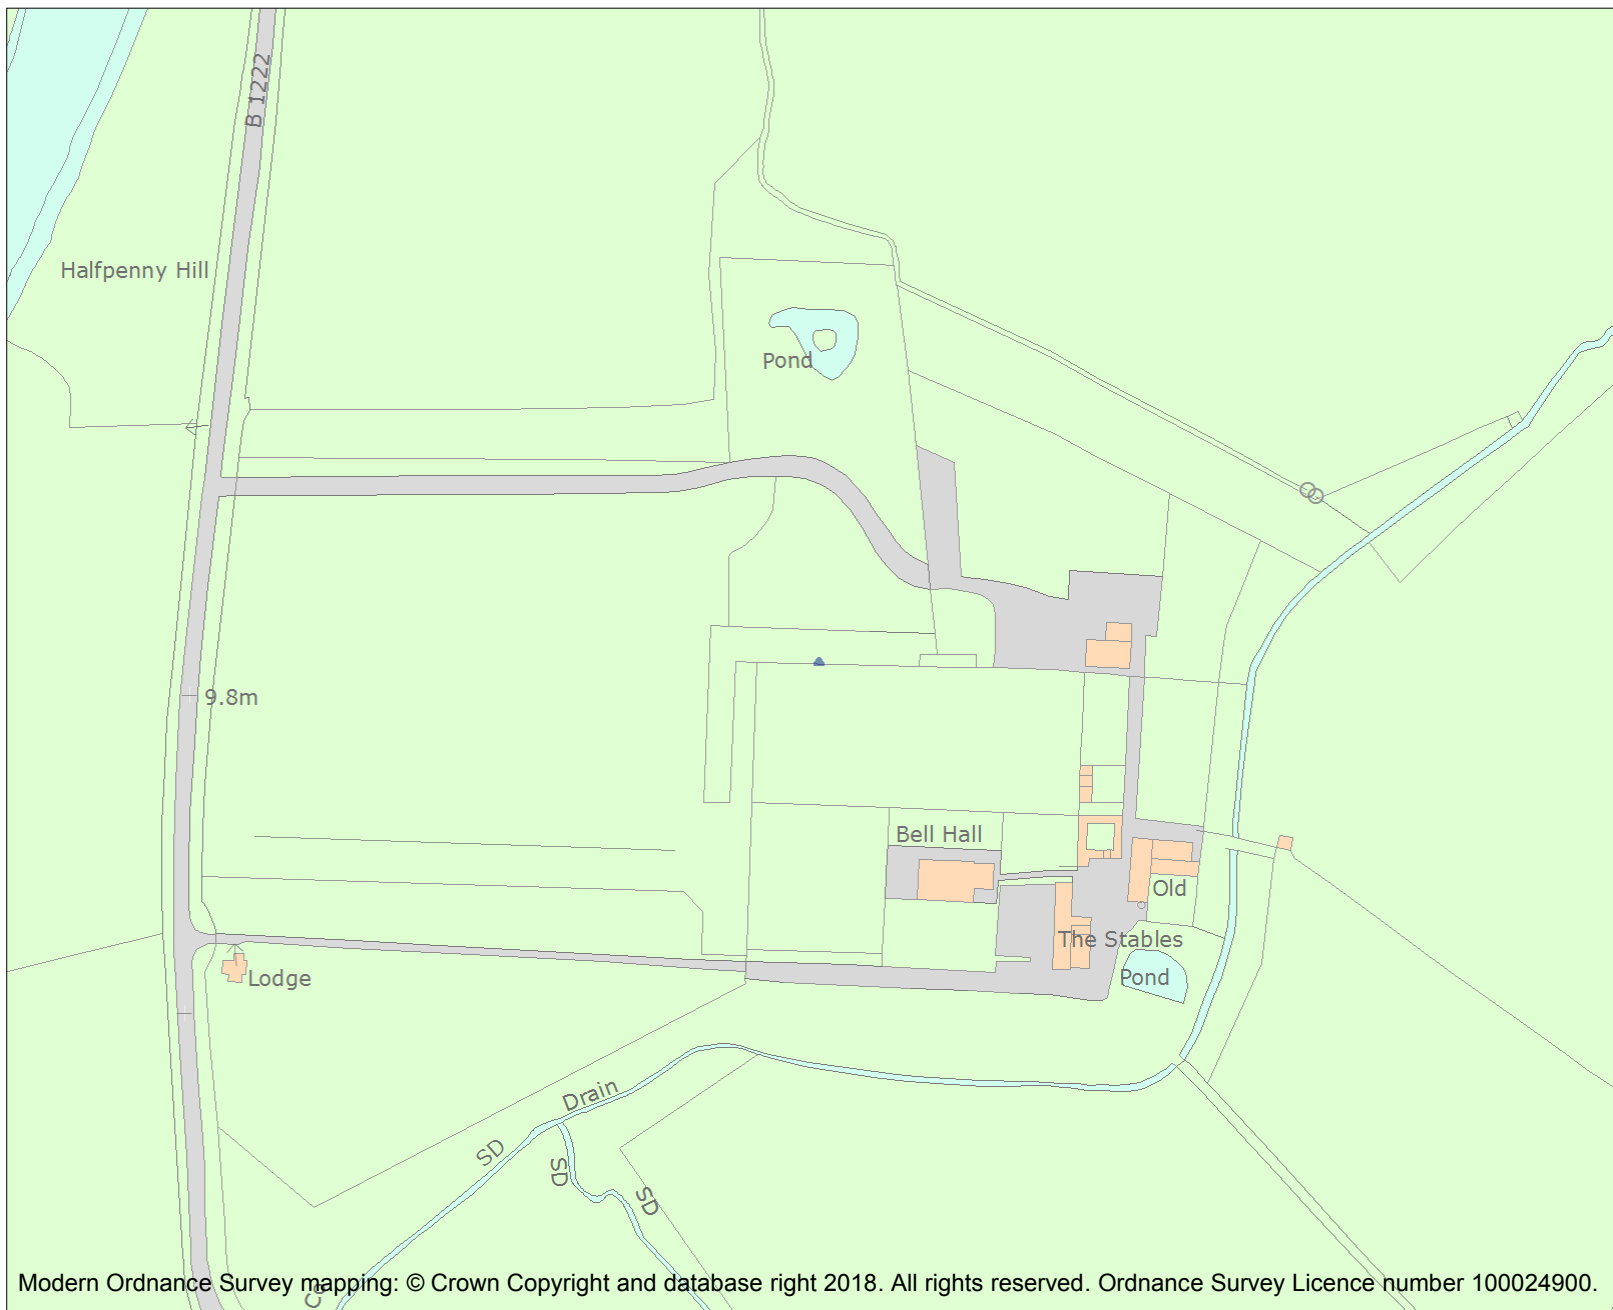 B 1222
Halfpenny Hill
Pond
9.8m
Bell Hall
Old
The Stables
Pond
Lodge
Drain
SD
SD
SD
Co
Modern Ordnance Survey mapping: © Crown Copyright and database right 2018. All rights reserved. Ordnance Survey Licence number 100024900.